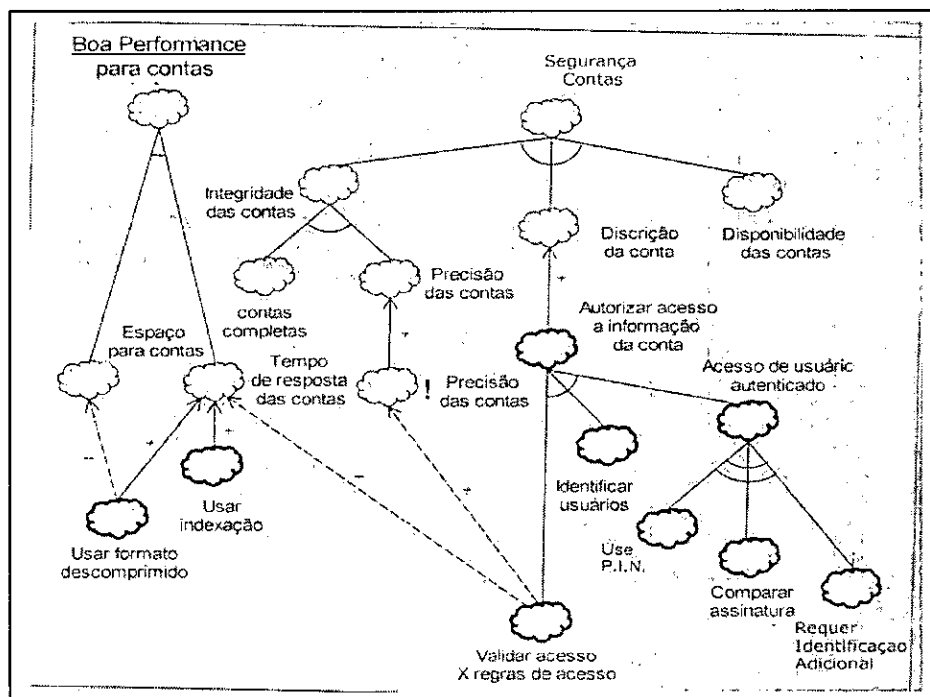 Boa Performance
para contas
Segurança
Contas
Integridade
das contas
Discrição
da conta
Disponibilidade
das contas
contas
completas
Precisão
das contas
Autorizar acesso
a informação
da conta
Espaço
para contas
Tempo
de resposta
das contas
! Precisão
das contas
Acesso de usuáric
autenticado
+
+
-
+
+
-
+
Usar formato
descomprimido
Usar
indexação
Identificar
usuários
Use
P.I.N.
Comparar
assinatura
Requer
Identificaçao
Adicional
Validar acesso
X regras de acesso